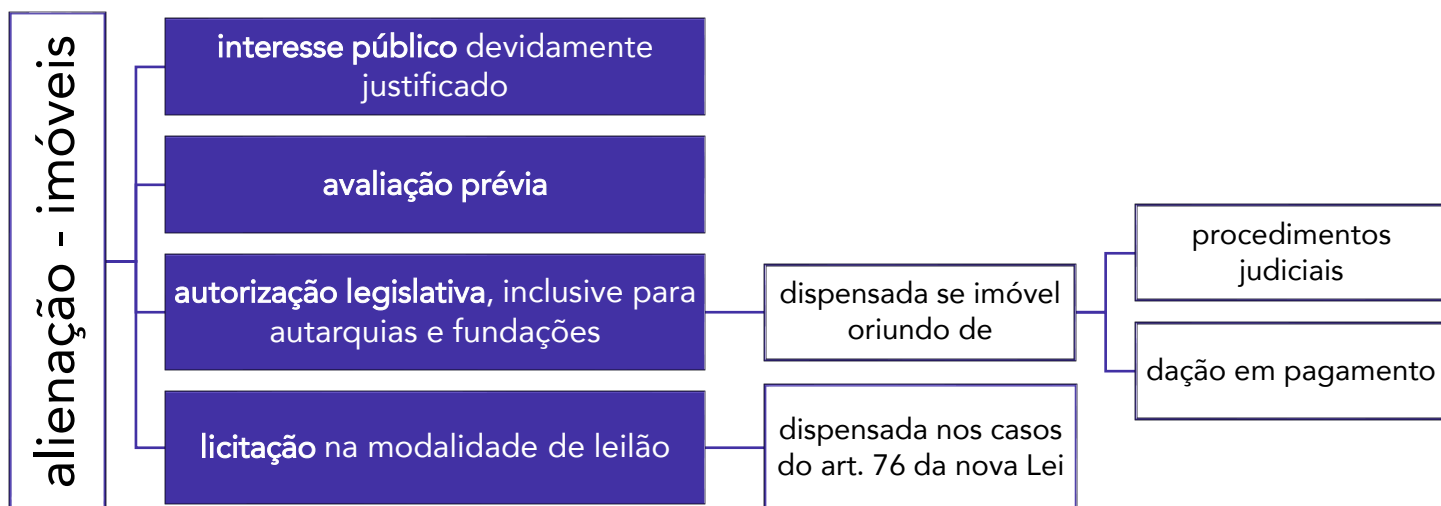 alienação - imóveis
interesse público devidamente
justificado
avaliação prévia
autorização legislativa, inclusive para
autarquias e fundações
dispensada se imóvel
oriundo de
procedimentos
judiciais
dação em pagamento
licitação na modalidade de leilão
dispensada nos casos
do art. 76 da nova Lei